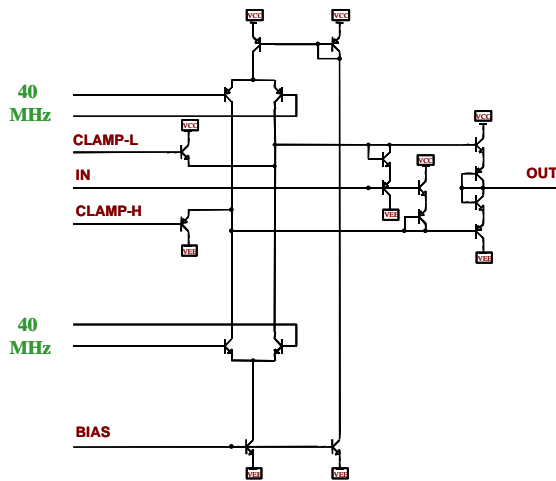 VCC VCC
40
MHz
VCC
CLAMP-L
VCC
VCC
IN
OUT
CLAMP-H
VEE
VEE
VEE
40
MHz
BIAS
VEE VEE